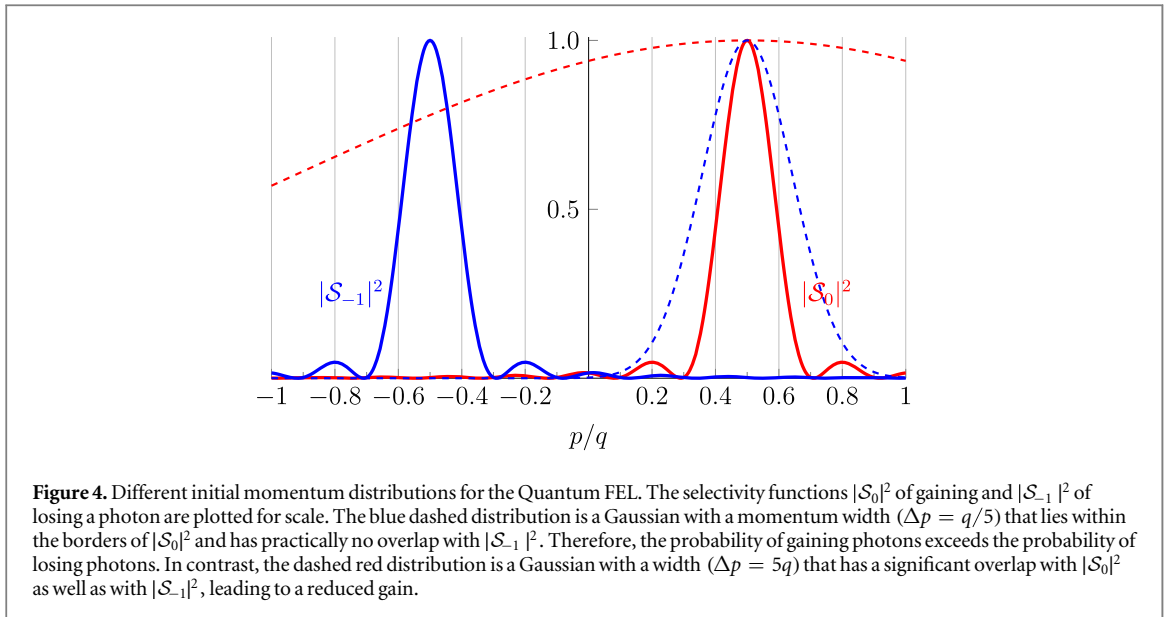 1.0
0.5
|𝒮₋₁|²
|𝒮₀|²
−1 −0.8 −0.6 −0.4 −0.2 0.2 0.4 0.6 0.8 1
p/q
Figure 4. Different initial momentum distributions for the Quantum FEL. The selectivity functions |𝒮₀|² of gaining and |𝒮₋₁ |² of
losing a photon are plotted for scale. The blue dashed distribution is a Gaussian with a momentum width (Δp = q/5) that lies within
the borders of |𝒮₀|² and has practically no overlap with |𝒮₋₁ |². Therefore, the probability of gaining photons exceeds the probability of
losing photons. In contrast, the dashed red distribution is a Gaussian with a width (Δp = 5q) that has a significant overlap with |𝒮₀|²
as well as with |𝒮₋₁|², leading to a reduced gain.